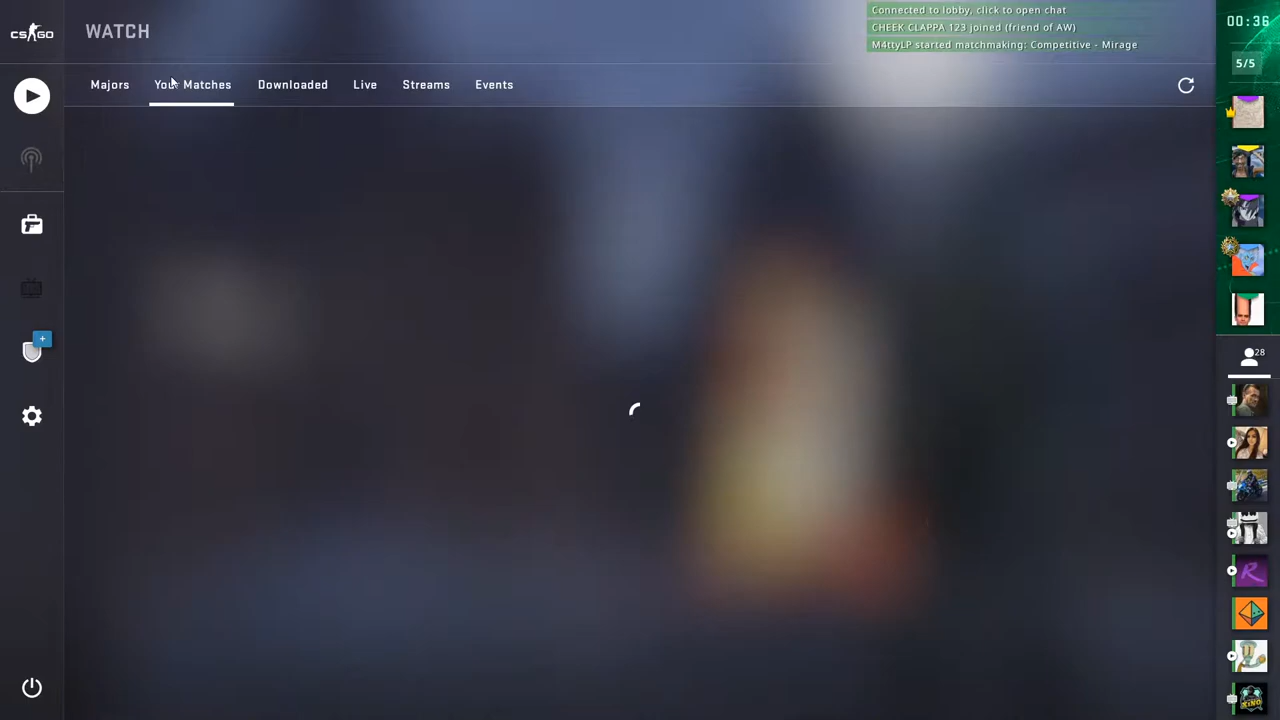 CS:GO
WATCH
Connected to lobby, click to open chat
CHEEK CLAPPA 123 joined (friend of AW)
M4ttyLP started matchmaking: Competitive - Mirage
00:36
5/5
Majors
Your Matches
Downloaded
Live
Streams
Events
28
+
R